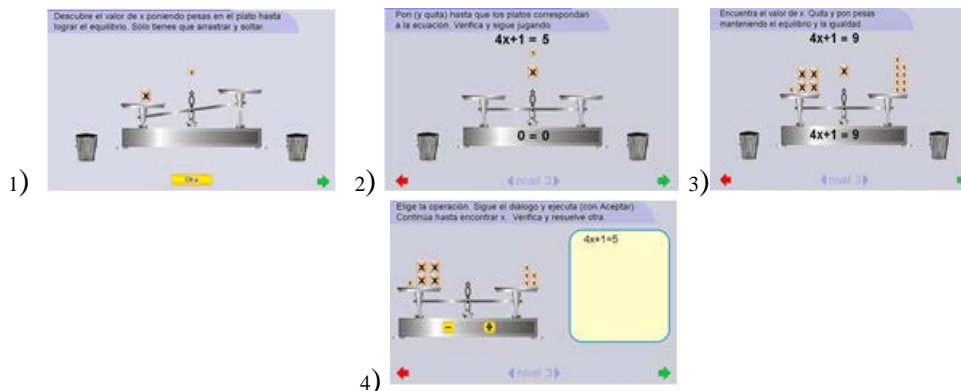 Descubre el valor de x poniendo pesas en el plato hasta
lograr el equilibrio. Sólo tienes que arrastrar y soltar.
x
1)
Pon (y quita) hasta que los platos correspondan
a la ecuación. Verifica y sigue jugando.
4x+1 = 5
x
0 = 0
nivel 3
2)
Encuentra el valor de x. Quita y pon pesas
manteniendo el equilibrio y la igualdad.
4x+1 = 9
x x x
x x
4x+1 = 9
nivel 3
3)
Elige la operación. Sigue el diálogo y ejecuta (con Aceptar)
Continúa hasta encontrar x. Verifica y resuelve otra.
4x+1=5
x x
x x
− +
nivel 3
4)